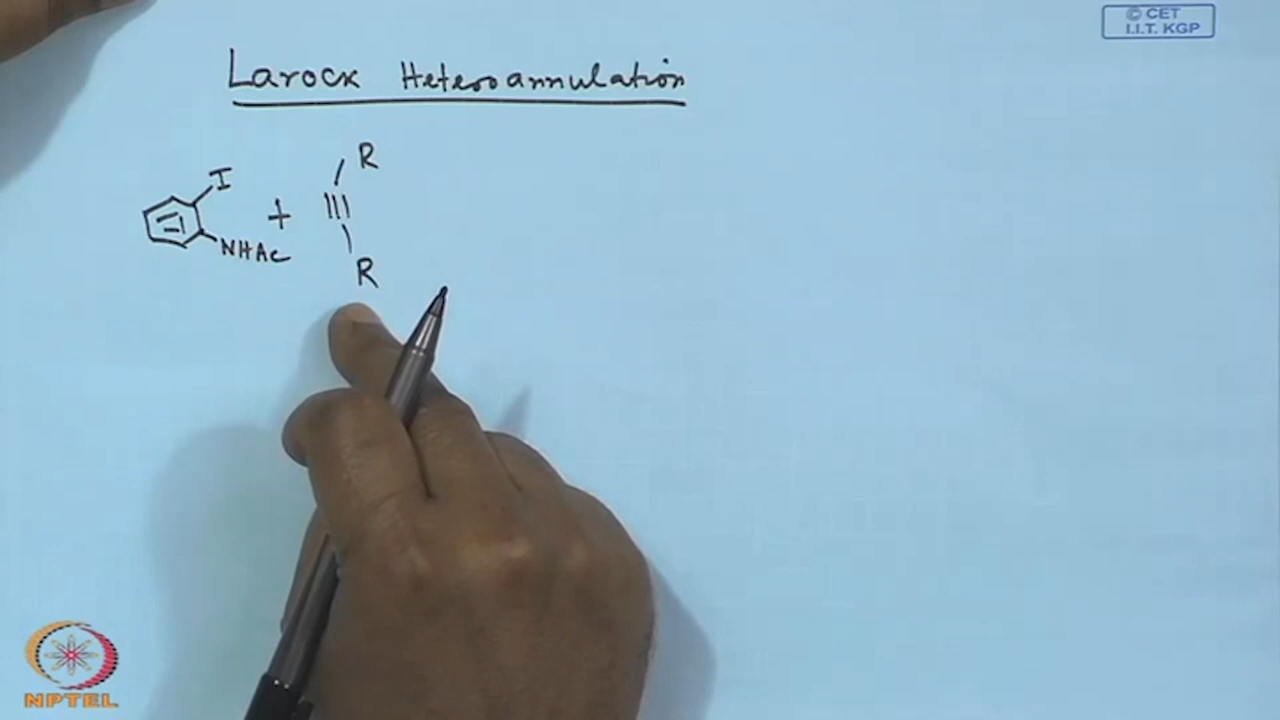 © CET
I.I.T. KGP
Larock Heteroannulation
I
NHAc
+
R
R
NPTEL